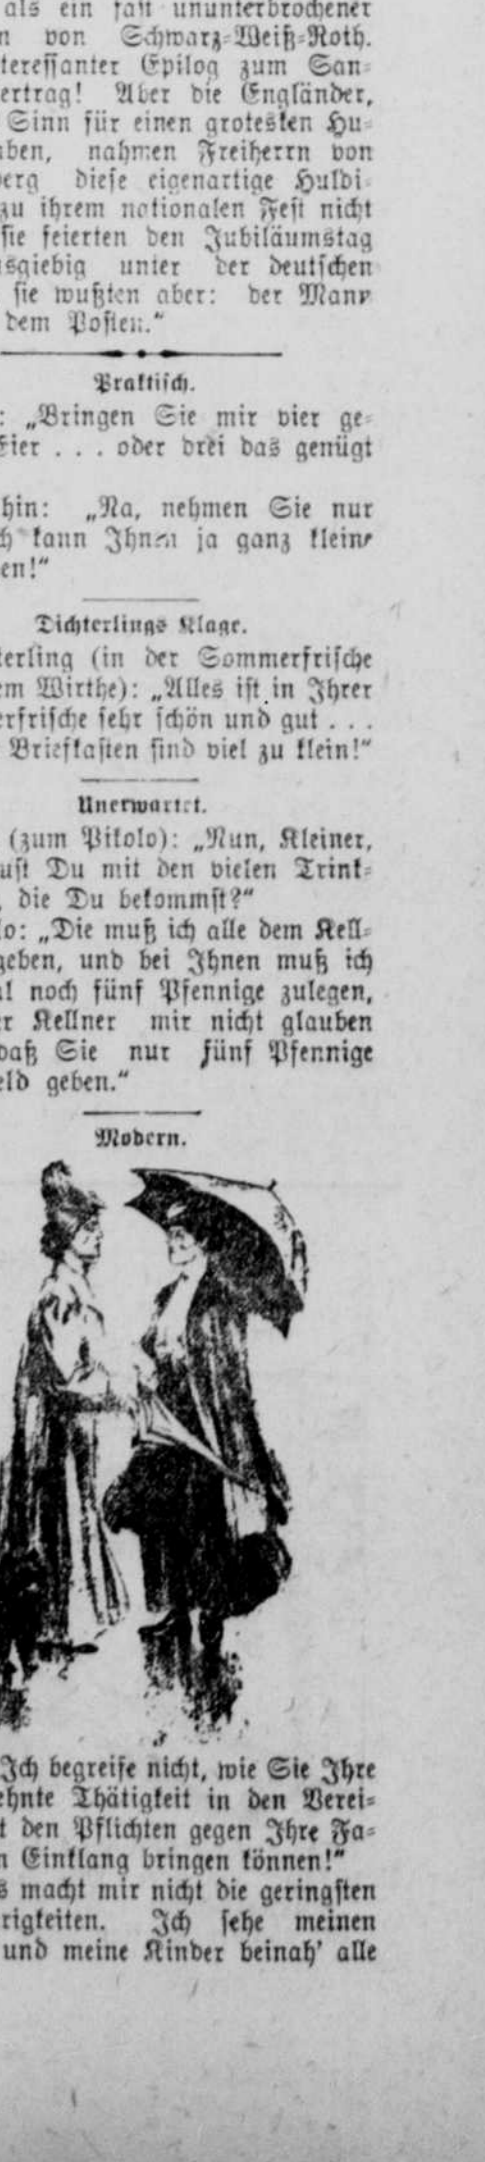 als ein fast ununterbrochener
n von Schwarz-Weiß-Roth.
teressanter Epilog zum San-
ertrag! Aber die Engländer,
Sinn für einen grotesken Hu-
aben, nahmen Freiherrn von
berg diese eigenartige Huldi-
zu ihrem nationalen Fest nicht
sie feierten den Jubiläumstag
usgiebig unter der deutschen
sie wußten aber: der Mann
dem Posten."
Praktisch.
: „Bringen Sie mir vier ge-
Eier . . . oder drei das genügt
hin: „Na, nehmen Sie nur
ch kann Ihnen ja ganz kleine
en!"
Dichterlings Klage.
terling (in der Sommerfrische
em Wirthe): „Alles ist in Ihrer
erfrische sehr schön und gut . . .
Briefkasten sind viel zu klein!"
Unerwartet.
(zum Pikolo): „Nun, Kleiner,
ust Du mit den vielen Trink-
, die Du bekommst?"
lo: „Die muß ich alle dem Kell-
geben, und bei Ihnen muß ich
al noch fünf Pfennige zulegen,
er Kellner mir nicht glauben
daß Sie nur fünf Pfennige
eld geben."
Modern.
Ich begreife nicht, wie Sie Ihre
ehnte Thätigkeit in den Verei-
t den Pflichten gegen Ihre Fa-
n Einklang bringen können!"
s macht mir nicht die geringsten
rigkeiten. Ich sehe meinen
und meine Kinder beinah' alle